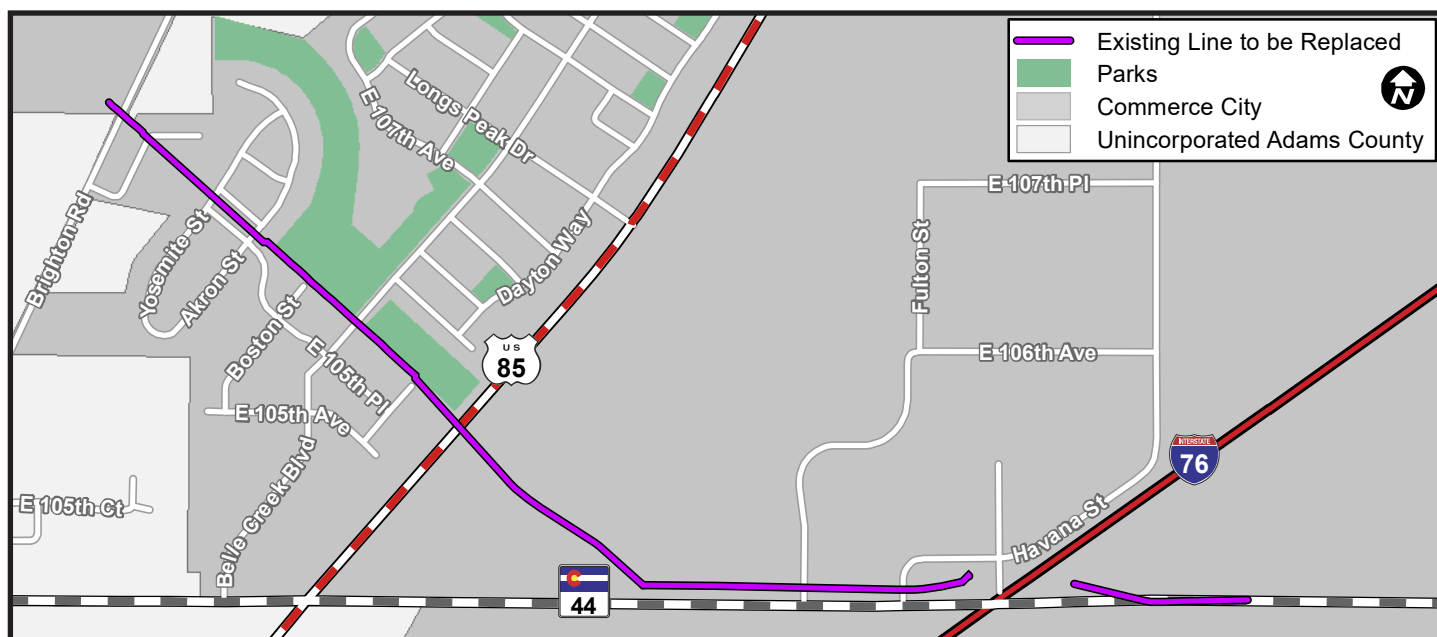 Existing Line to be Replaced
Parks
Commerce City
Unincorporated Adams County
N
Longs Peak Dr
E 107th Ave
E 107th Pl
Brighton Rd
Yosemite St
Akron St
Dayton Way
Fulton St
Boston St
E 105th Pl
US
85
E 106th Ave
E 105th Ave
INTERSTATE
76
Belle Creek Blvd
E 105th Ct
Havana St
44